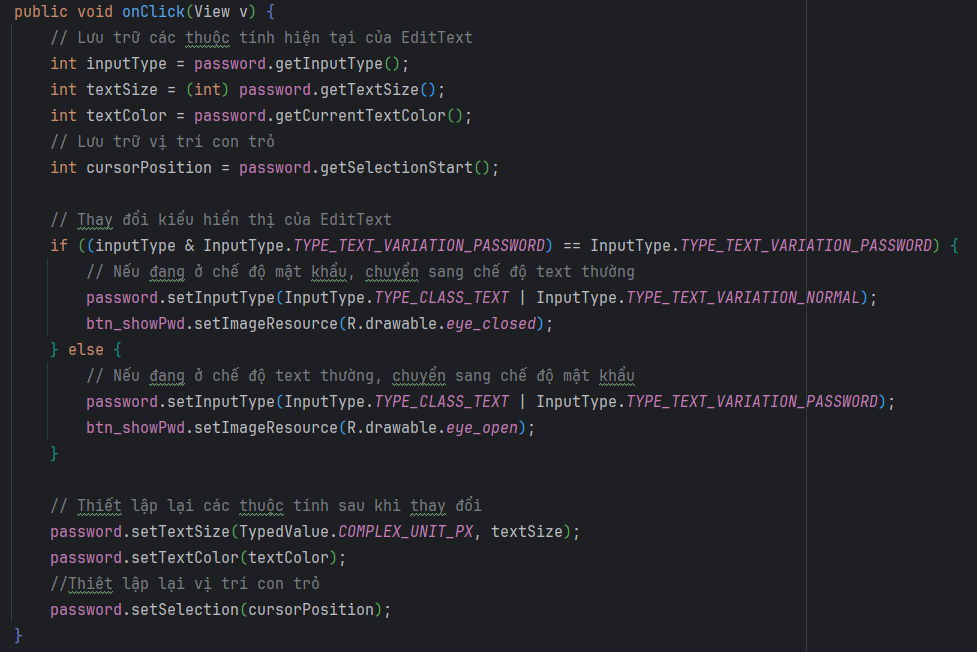 public void onClick(View v) {
// Lưu trữ các thuộc tính hiện tại của EditText
int inputType = password.getInputType();
int textSize = (int) password.getTextSize();
int textColor = password.getCurrentTextColor();
// Lưu trữ vị trí con trỏ
int cursorPosition = password.getSelectionStart();
// Thay đổi kiểu hiển thị của EditText
if ((inputType & InputType.TYPE_TEXT_VARIATION_PASSWORD) == InputType.TYPE_TEXT_VARIATION_PASSWORD) {
// Nếu đang ở chế độ mật khẩu, chuyển sang chế độ text thường
password.setInputType(InputType.TYPE_CLASS_TEXT | InputType.TYPE_TEXT_VARIATION_NORMAL);
btn_showPwd.setImageResource(R.drawable.eye_closed);
} else {
// Nếu đang ở chế độ text thường, chuyển sang chế độ mật khẩu
password.setInputType(InputType.TYPE_CLASS_TEXT | InputType.TYPE_TEXT_VARIATION_PASSWORD);
btn_showPwd.setImageResource(R.drawable.eye_open);
}
// Thiết lập lại các thuộc tính sau khi thay đổi
password.setTextSize(TypedValue.COMPLEX_UNIT_PX, textSize);
password.setTextColor(textColor);
//Thiêt lập lại vị trí con trỏ
password.setSelection(cursorPosition);
}